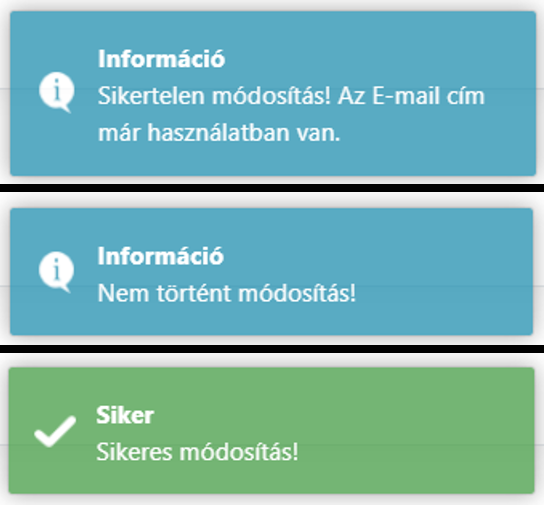 Információ
Sikertelen módosítás! Az E-mail cím
már használatban van.
Információ
Nem történt módosítás!
Siker
Sikeres módosítás!